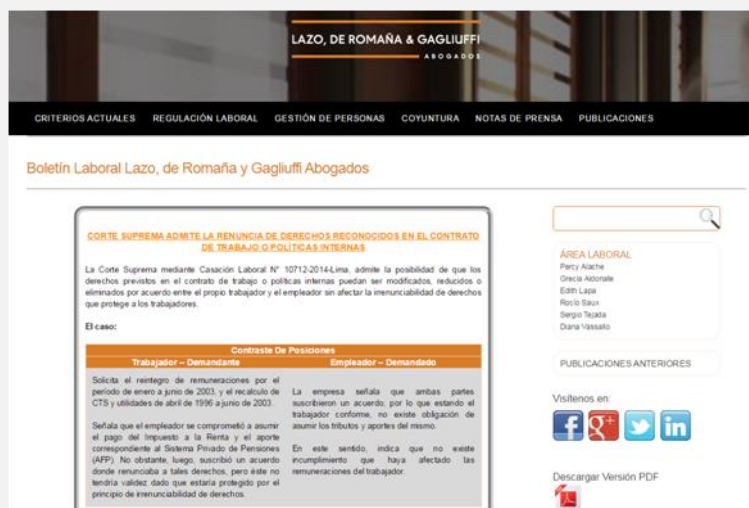 LAZO, DE ROMAÑA & GAGLIUFFI
ABOGADOS
CRITERIOS ACTUALES REGULACIÓN LABORAL GESTIÓN DE PERSONAS COYUNTURA NOTAS DE PRENSA PUBLICACIONES
Boletín Laboral Lazo, de Romaña y Gagliuffi Abogados
CORTE SUPREMA ADMITE LA RENUNCIA DE DERECHOS RECONOCIDOS EN EL CONTRATO
DE TRABAJO O POLÍTICAS INTERNAS
La Corte Suprema mediante Casación Laboral N° 10712-2014-Lima, admite la posibilidad de que los
derechos previstos en el contrato de trabajo o políticas internas puedan ser modificados, reducidos o
eliminados por acuerdo entre el propio trabajador y el empleador sin afectar la irrenunciabilidad de derechos
que protege a los trabajadores.
El caso:
Contraste De Posiciones
Trabajador – Demandante
Solicita el reintegro de remuneraciones por el
período de enero a junio de 2003, y el recalculo de
CTS y utilidades de abril de 1996 a junio de 2003.
Señala que el empleador se comprometió a asumir
el pago del Impuesto a la Renta y el aporte
correspondiente al Sistema Privado de Pensiones
(AFP). No obstante, luego, suscribió un acuerdo
donde renunciaba a tales derechos, pero éste no
tendría validez dado que estaría protegido por el
principio de irrenunciabilidad de derechos.
Empleador – Demandado
La empresa señala que ambas partes
suscribieron un acuerdo, por lo que estando el
trabajador conforme, no existe obligación de
asumir los tributos y aportes del mismo.
En este sentido, indica que no existe
incumplimiento que haya afectado las
remuneraciones del trabajador.
ÁREA LABORAL
Percy Alache
Grecia Aldonate
Edith Lapa
Rocío Saux
Sergio Tejada
Diana Vassallo
PUBLICACIONES ANTERIORES
Visítenos en:
Descargar Versión PDF